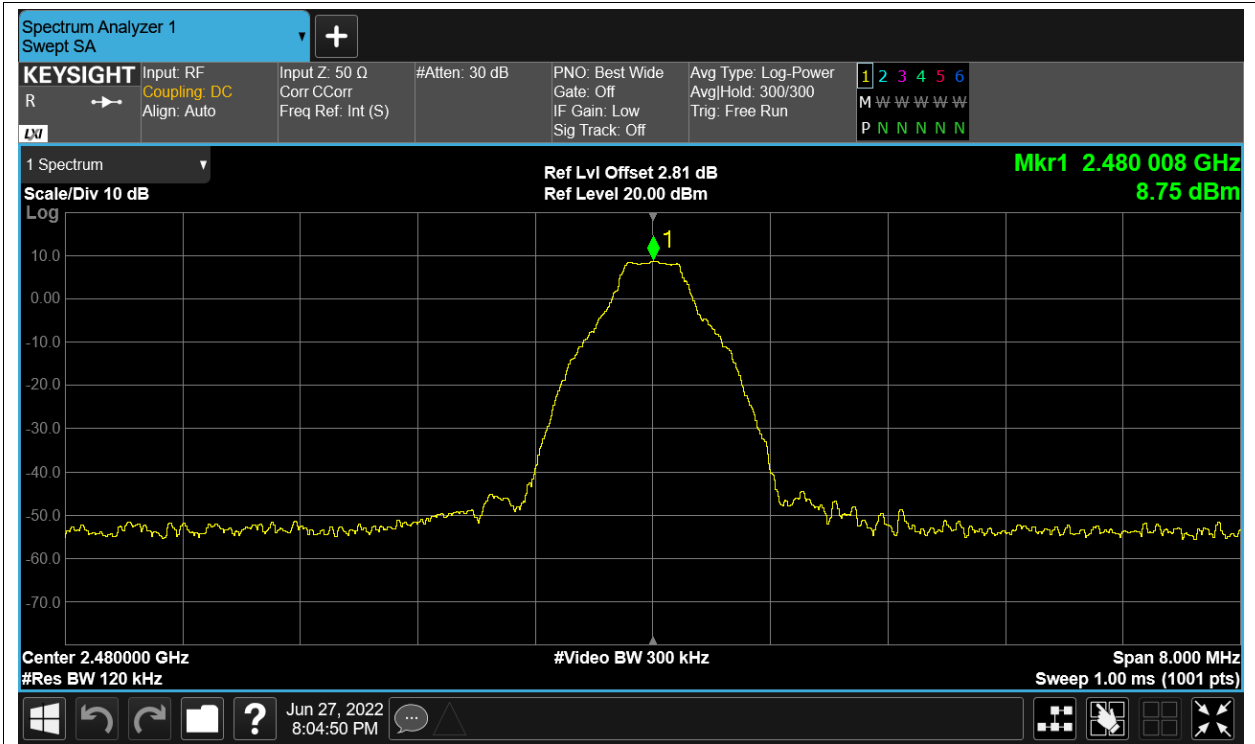 Spectrum Analyzer 1
Swept SA
KEYSIGHT
R
LXI
Input: RF
Coupling: DC
Align: Auto
Input Z: 50 Ω
Corr CCorr
Freq Ref: Int (S)
#Atten: 30 dB
PNO: Best Wide
Gate: Off
IF Gain: Low
Sig Track: Off
Avg Type: Log-Power
Avg|Hold: 300/300
Trig: Free Run
1 2 3 4 5 6
M W W W W W
P N N N N N
1 Spectrum
Scale/Div 10 dB
Log
Ref Lvl Offset 2.81 dB
Ref Level 20.00 dBm
Mkr1 2.480 008 GHz
8.75 dBm
1
10.0
0.00
-10.0
-20.0
-30.0
-40.0
-50.0
-60.0
-70.0
Center 2.480000 GHz
#Res BW 120 kHz
#Video BW 300 kHz
Span 8.000 MHz
Sweep 1.00 ms (1001 pts)
?
Jun 27, 2022
8:04:50 PM